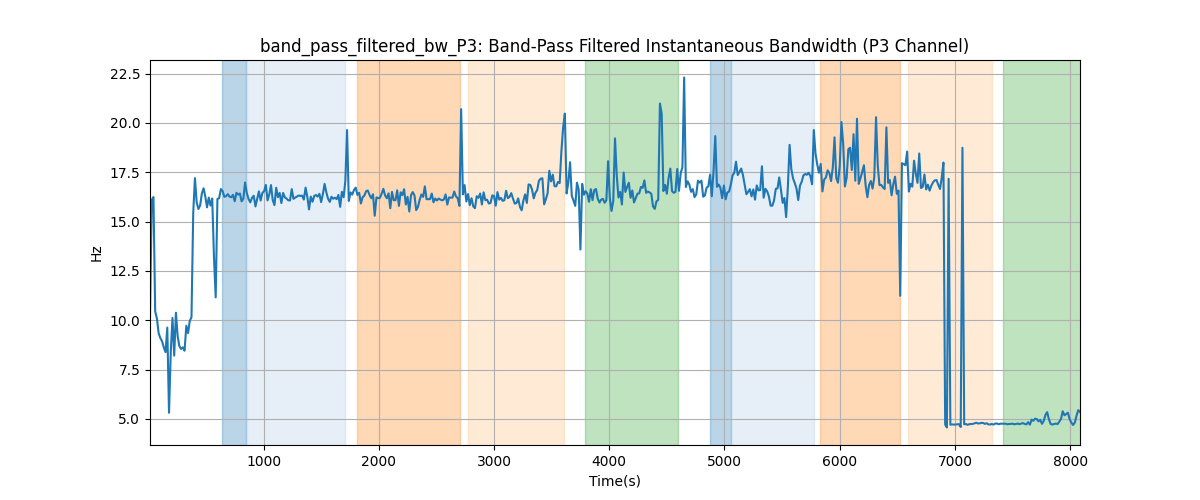 band_pass_filtered_bw_P3: Band-Pass Filtered Instantaneous Bandwidth (P3 Channel)
22.5
20.0
17.5
15.0
12.5
10.0
7.5
5.0
Hz
1000 2000 3000 4000 5000 6000 7000 8000
Time(s)